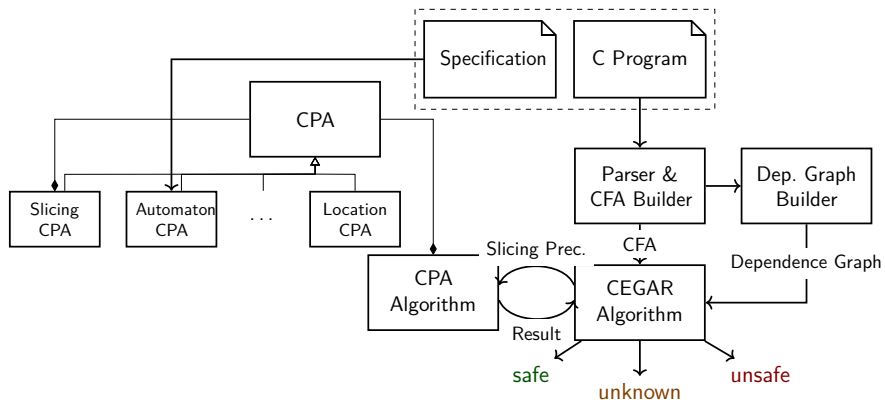 Specification
C Program
CPA
Parser &
CFA Builder
Dep. Graph
Builder
Slicing
CPA
Automaton
CPA
...
Location
CPA
CFA
Slicing Prec.
Dependence Graph
CPA
Algorithm
CEGAR
Algorithm
Result
safe
unknown
unsafe